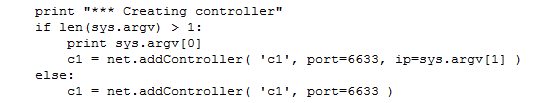 print "*** Creating controller"
if len(sys.argv) > 1:
    print sys.argv[0]
    c1 = net.addController( 'c1', port=6633, ip=sys.argv[1] )
else:
    c1 = net.addController( 'c1', port=6633 )